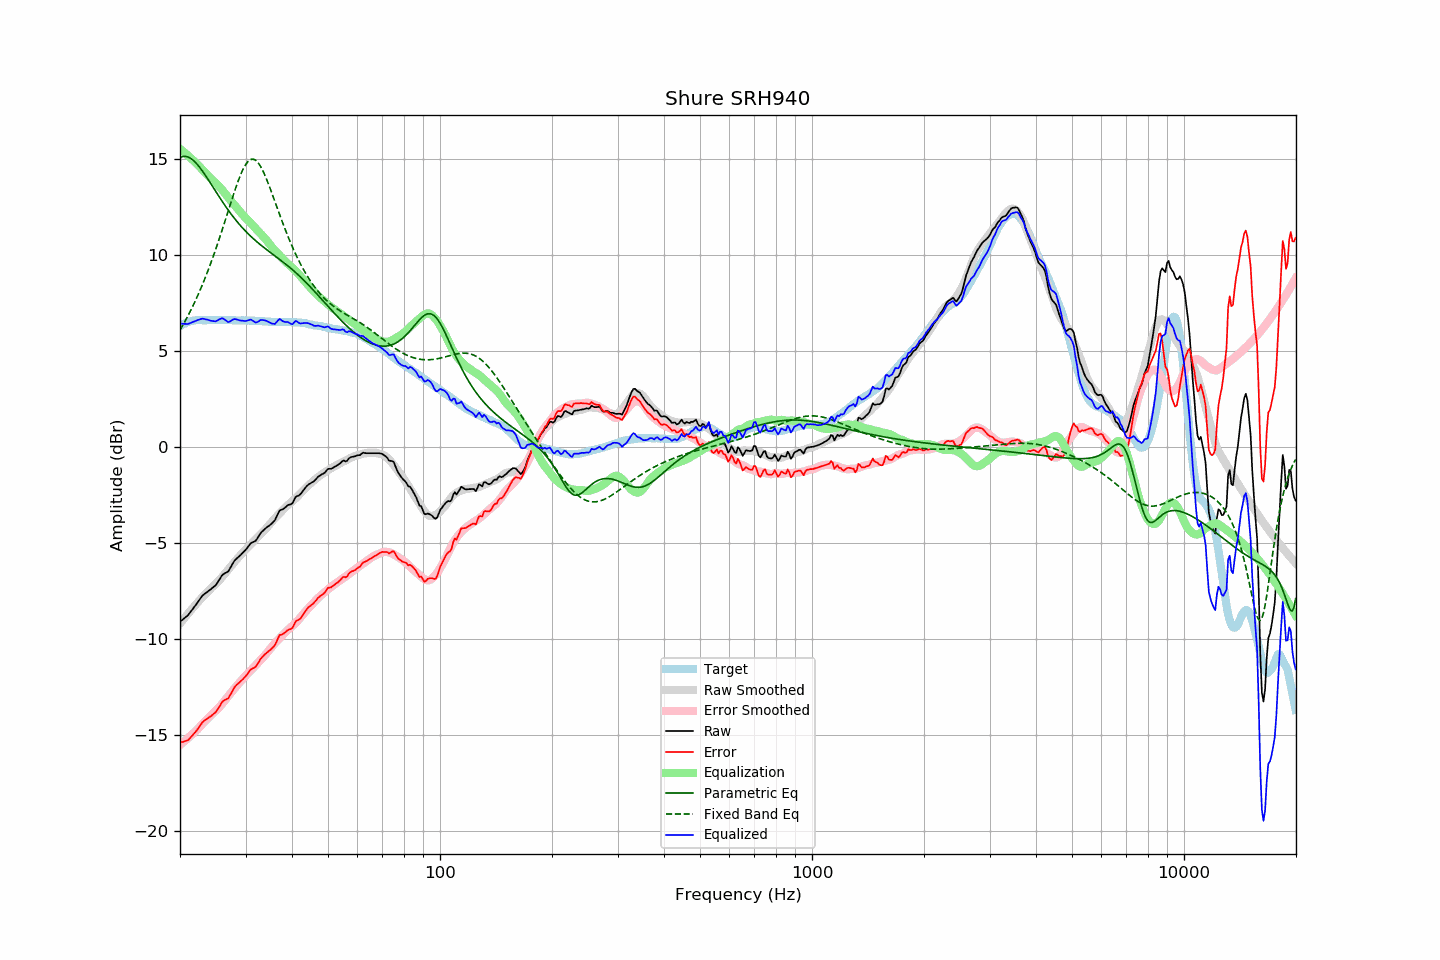 Shure SRH940
Amplitude (dBr)
15
10
5
0
−5
−10
−15
−20
Target
Raw Smoothed
Error Smoothed
Raw
Error
Equalization
Parametric Eq
Fixed Band Eq
Equalized
100
1000
10000
Frequency (Hz)